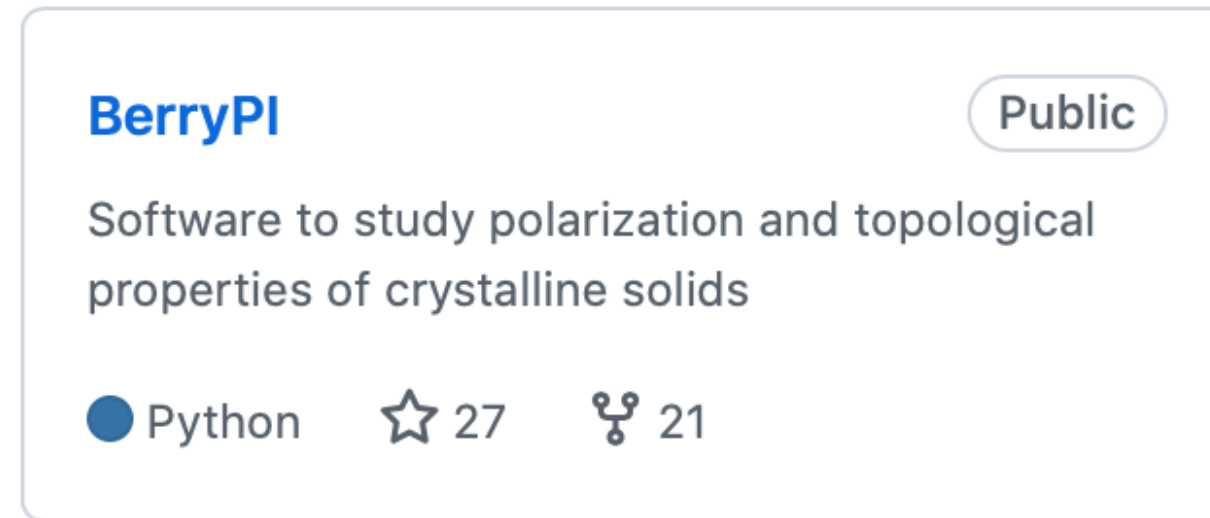 BerryPI Public
Software to study polarization and topological
properties of crystalline solids
Python 27 21